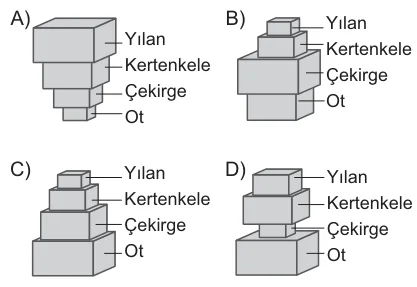 A)
Yılan
Kertenkele
Çekirge
Ot
B)
Yılan
Kertenkele
Çekirge
Ot
C)
Yılan
Kertenkele
Çekirge
Ot
D)
Yılan
Kertenkele
Çekirge
Ot